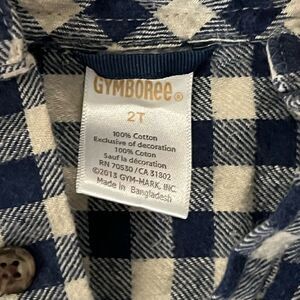 GYMBOREE®
2T
100% Cotton
Exclusive of decoration
100% Coton
Sauf la décoration
RN 70530/CA 31802
©2013 GYM-MARK, INC.
Made in Bangladesh